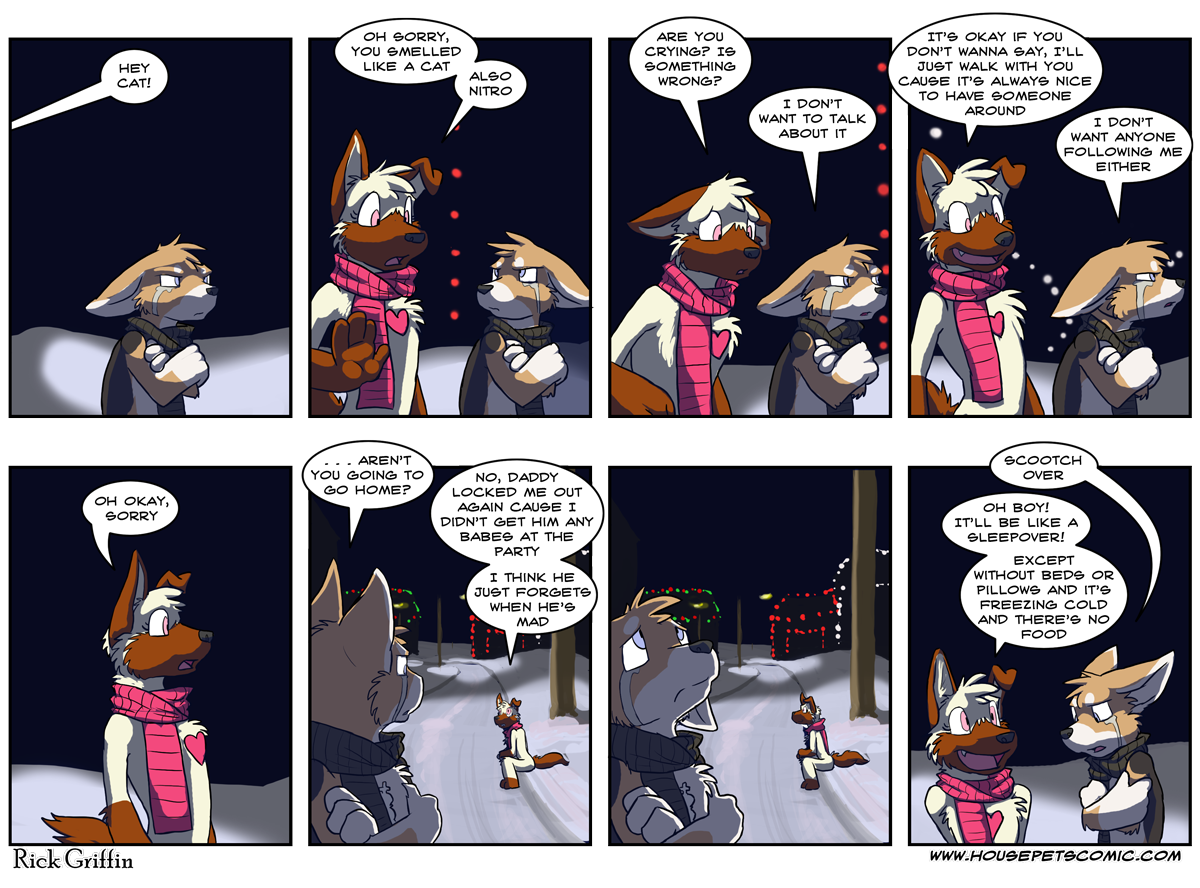 HEY
CAT!
OH SORRY,
YOU SMELLED
LIKE A CAT
ALSO
NITRO
ARE YOU
CRYING? IS
SOMETHING
WRONG?
I DON'T
WANT TO TALK
ABOUT IT
IT'S OKAY IF YOU
DON'T WANNA SAY, I'LL
JUST WALK WITH YOU
CAUSE IT'S ALWAYS NICE
TO HAVE SOMEONE
AROUND
I DON'T
WANT ANYONE
FOLLOWING ME
EITHER
OH OKAY,
SORRY
. . . AREN'T
YOU GOING TO
GO HOME?
NO, DADDY
LOCKED ME OUT
AGAIN CAUSE I
DIDN'T GET HIM ANY
BABES AT THE
PARTY
I THINK HE
JUST FORGETS
WHEN HE'S
MAD
SCOOTCH
OVER
OH BOY!
IT'LL BE LIKE A
SLEEPOVER!
EXCEPT
WITHOUT BEDS OR
PILLOWS AND IT'S
FREEZING COLD
AND THERE'S NO
FOOD
Rick Griffin
WWW.HOUSEPETSCOMIC.COM